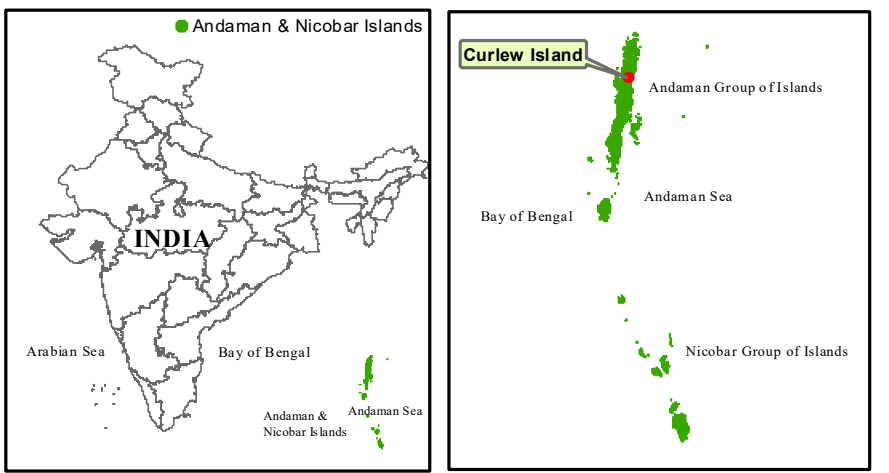 Andaman & Nicobar Islands
INDIA
Arabian Sea
Bay of Bengal
Andaman &
Nicobar Islands
Andaman Sea
Curlew Island
Andaman Group of Islands
Andaman Sea
Bay of Bengal
Nicobar Group of Islands